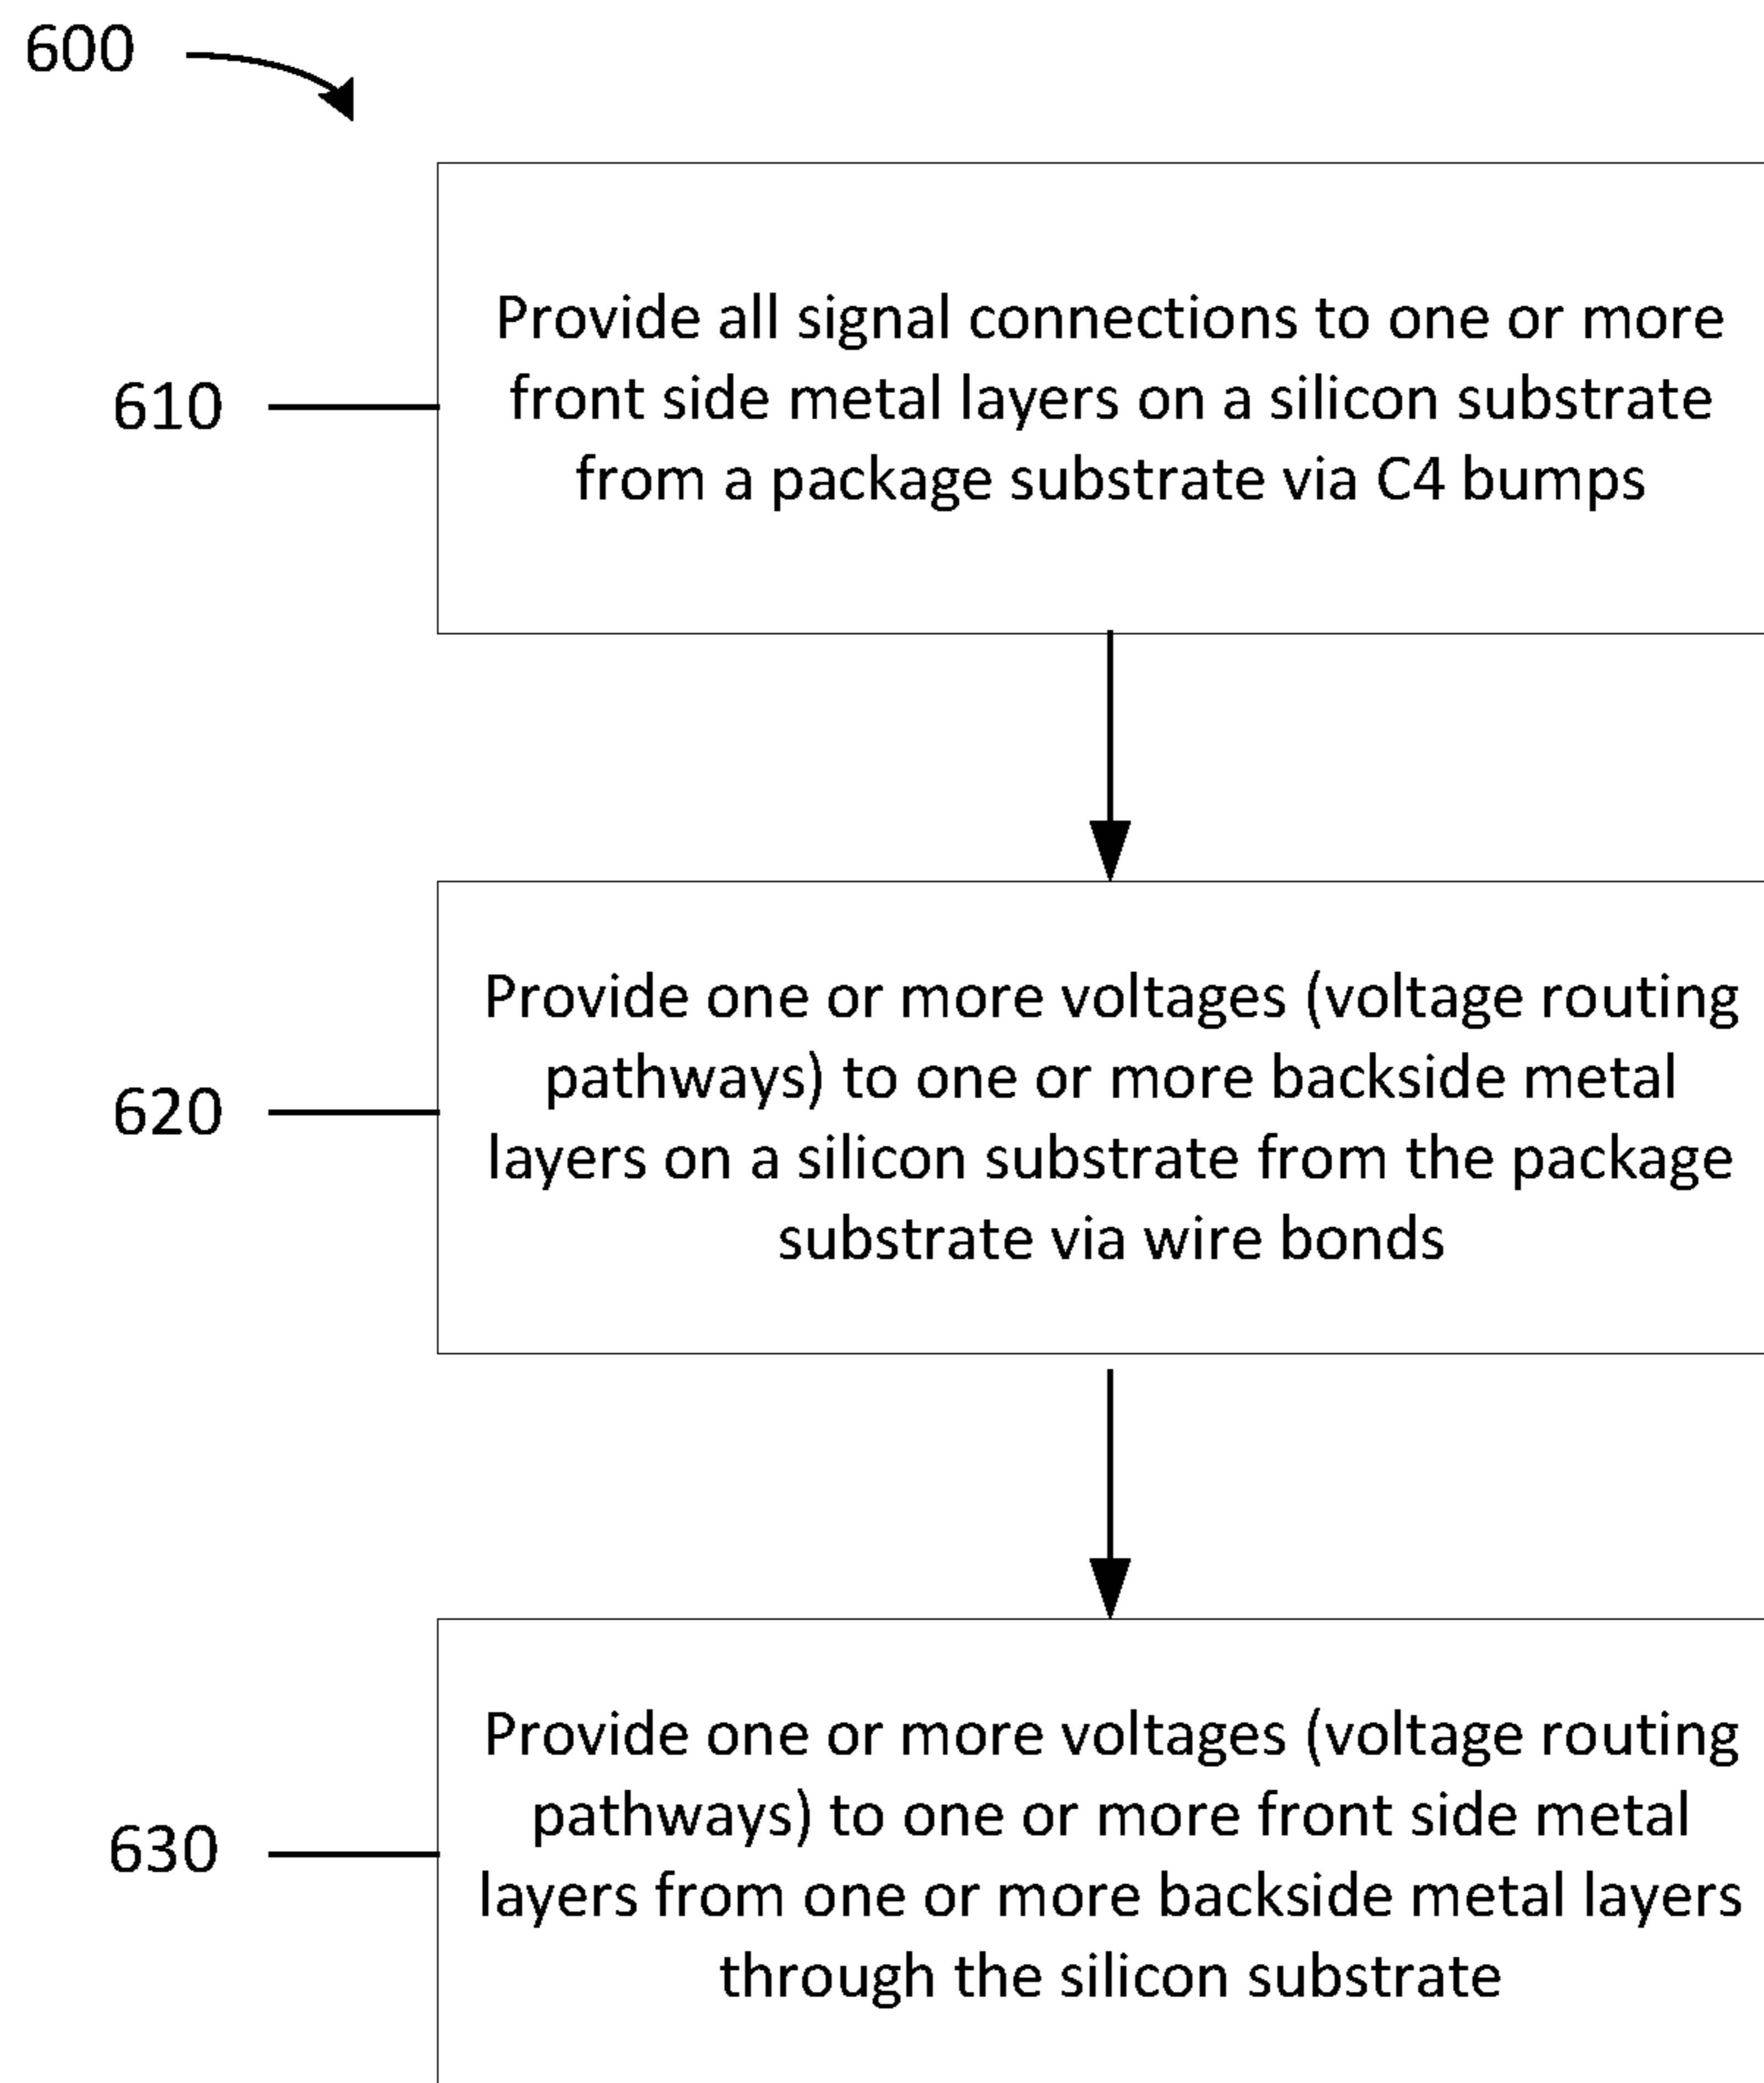 600
610
Provide all signal connections to one or more
front side metal layers on a silicon substrate
from a package substrate via C4 bumps
620
Provide one or more voltages (voltage routing
pathways) to one or more backside metal
layers on a silicon substrate from the package
substrate via wire bonds
630
Provide one or more voltages (voltage routing
pathways) to one or more front side metal
layers from one or more backside metal layers
through the silicon substrate